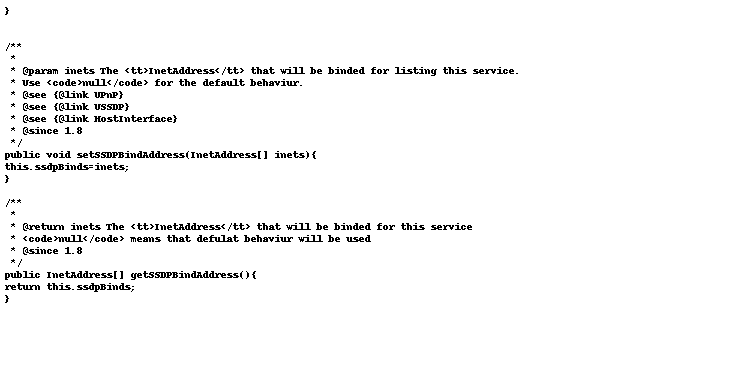 }
/**
 *
 * @param inets The <tt>InetAddress</tt> that will be binded for listing this service.
 * Use <code>null</code> for the default behaviur.
 * @see {@link UPnP}
 * @see {@link USSDP}
 * @see {@link HostInterface}
 * @since 1.8
 */
public void setSSDPBindAddress(InetAddress[] inets){
this.ssdpBinds=inets;
}
/**
 *
 * @return inets The <tt>InetAddress</tt> that will be binded for this service
 * <code>null</code> means that defulat behaviur will be used
 * @since 1.8
 */
public InetAddress[] getSSDPBindAddress(){
return this.ssdpBinds;
}